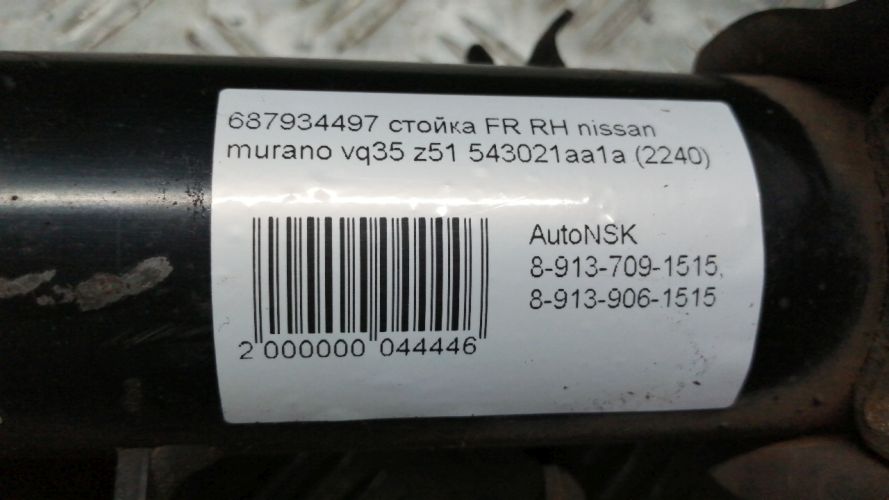 687934497 стойка FR RH nissan
murano vq35 z51 543021aa1a (2240)
AutoNSK
8-913-709-1515,
8-913-906-1515
2 000000 044446